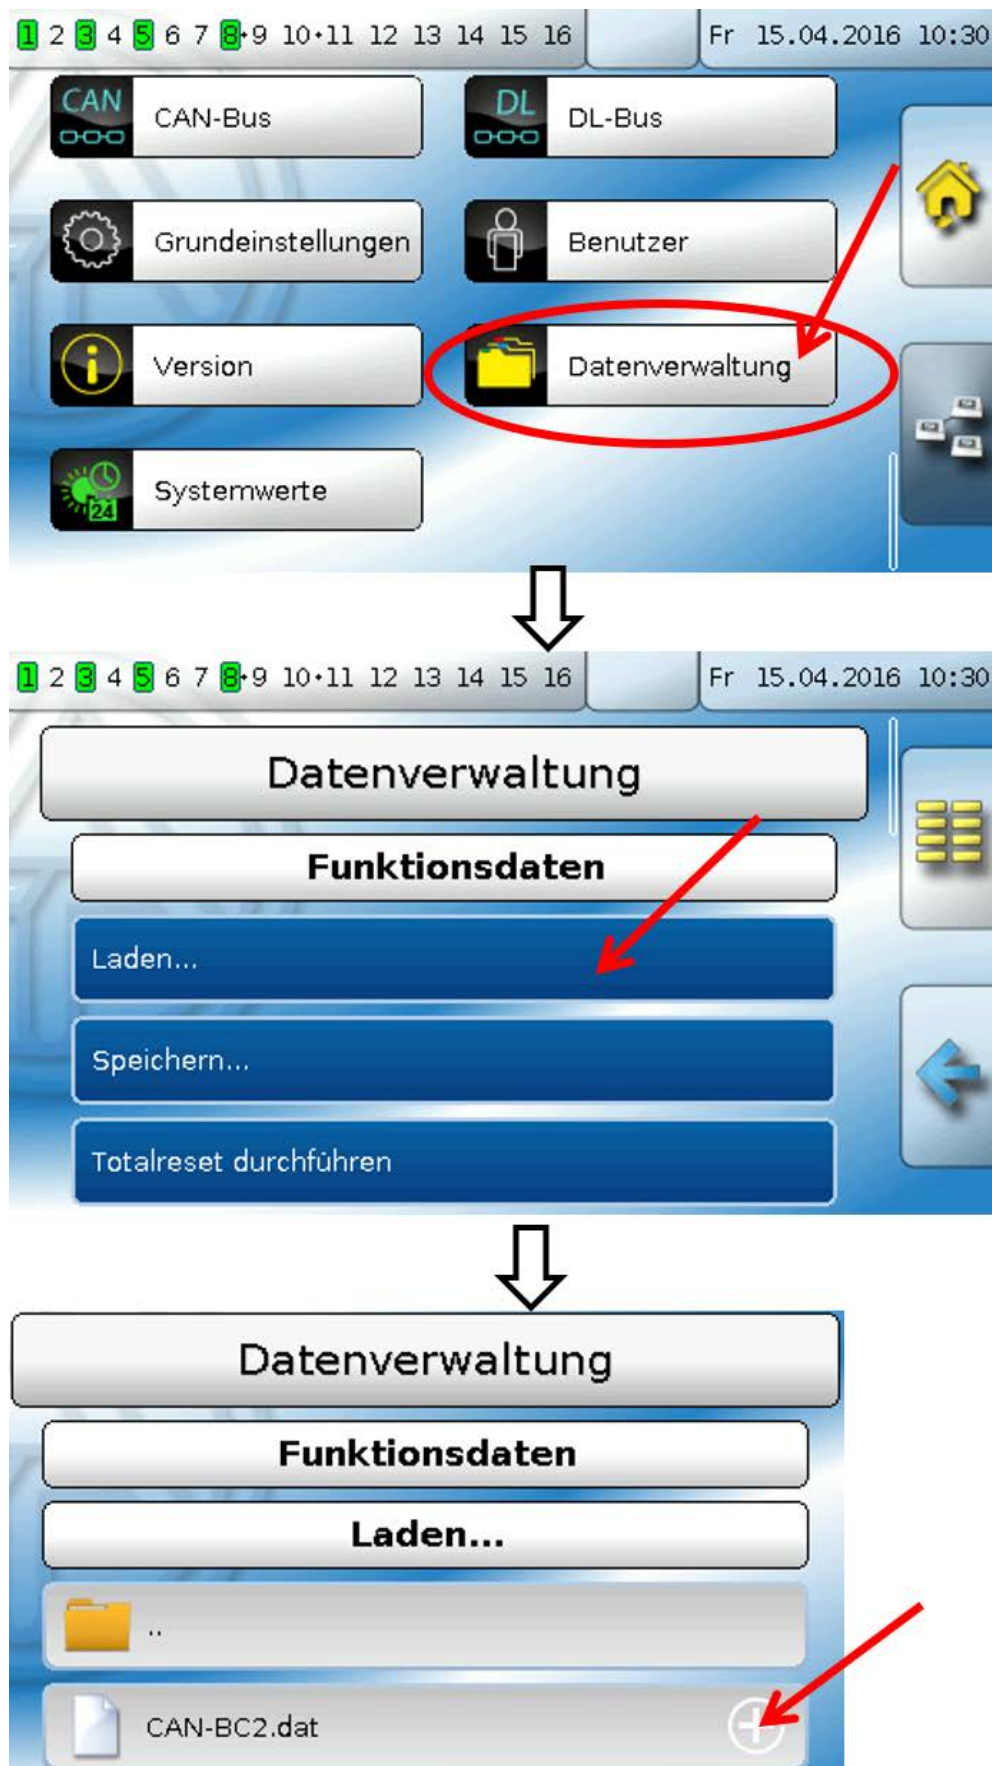 1 2 3 4 5 6 7 8•9 10•11 12 13 14 15 16 Fr 15.04.2016 10:30
CAN CAN-Bus DL DL-Bus
Grundeinstellungen Benutzer
Version Datenverwaltung
24 Systemwerte
1 2 3 4 5 6 7 8•9 10•11 12 13 14 15 16 Fr 15.04.2016 10:30
Datenverwaltung
Funktionsdaten
Laden...
Speichern...
Totalreset durchführen
Datenverwaltung
Funktionsdaten
Laden...
..
CAN-BC2.dat